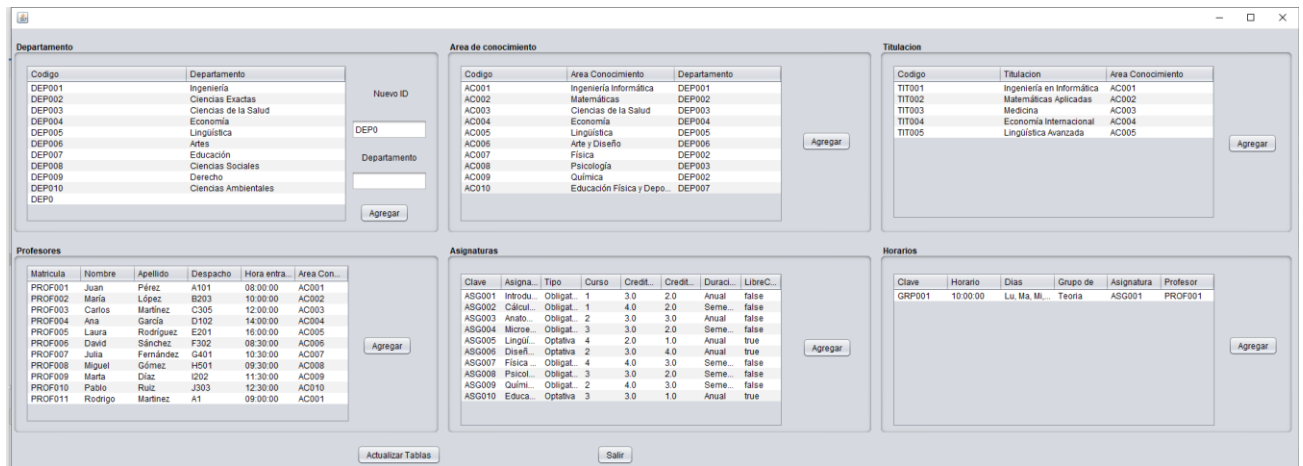 Departamento
Codigo Departamento
DEP001 Ingeniería
DEP002 Ciencias Exactas
DEP003 Ciencias de la Salud
DEP004 Economía
DEP005 Lingüística
DEP006 Artes
DEP007 Educación
DEP008 Ciencias Sociales
DEP009 Derecho
DEP010 Ciencias Ambientales
DEP0
Nuevo ID
DEP0
Departamento
Agregar
Area de conocimiento
Codigo Area Conocimiento Departamento
AC001 Ingeniería Informática DEP001
AC002 Matemáticas DEP002
AC003 Ciencias de la Salud DEP003
AC004 Economía DEP004
AC005 Lingüística DEP005
AC006 Arte y Diseño DEP006
AC007 Física DEP002
AC008 Psicología DEP003
AC009 Química DEP002
AC010 Educación Física y Depo... DEP007
Agregar
Titulacion
Codigo Titulacion Area Conocimiento
TIT001 Ingeniería en Informática AC001
TIT002 Matemáticas Aplicadas AC002
TIT003 Medicina AC003
TIT004 Economía Internacional AC004
TIT005 Lingüística Avanzada AC005
Agregar
Profesores
Matricula Nombre Apellido Despacho Hora entra... Area Con...
PROF001 Juan Pérez A101 08:00:00 AC001
PROF002 María López B203 10:00:00 AC002
PROF003 Carlos Martínez C305 12:00:00 AC003
PROF004 Ana García D102 14:00:00 AC004
PROF005 Laura Rodríguez E201 16:00:00 AC005
PROF006 David Sánchez F302 08:30:00 AC006
PROF007 Julia Fernández G401 10:30:00 AC007
PROF008 Miguel Gómez H501 09:30:00 AC008
PROF009 Marta Díaz I202 11:30:00 AC009
PROF010 Pablo Ruiz J303 12:30:00 AC010
PROF011 Rodrigo Martinez A1 09:00:00 AC001
Agregar
Asignaturas
Clave Asigna... Tipo Curso Credit... Credit... Duraci... LibreC...
ASG001 Introdu... Obligat... 1 3.0 2.0 Anual false
ASG002 Cálcul... Obligat... 1 4.0 2.0 Seme... false
ASG003 Anato... Obligat... 2 3.0 3.0 Anual false
ASG004 Microe... Obligat... 3 3.0 2.0 Seme... false
ASG005 Lingüí... Optativa 4 2.0 1.0 Anual true
ASG006 Diseñ... Optativa 2 3.0 4.0 Anual true
ASG007 Física ... Obligat... 4 4.0 3.0 Seme... false
ASG008 Psicol... Obligat... 3 3.0 2.0 Seme... false
ASG009 Quími... Obligat... 2 4.0 3.0 Seme... false
ASG010 Educa... Optativa 3 3.0 1.0 Anual true
Agregar
Horarios
Clave Horario Dias Grupo de Asignatura Profesor
GRP001 10:00:00 Lu, Ma, Mi,... Teoria ASG001 PROF001
Agregar
Actualizar Tablas
Salir